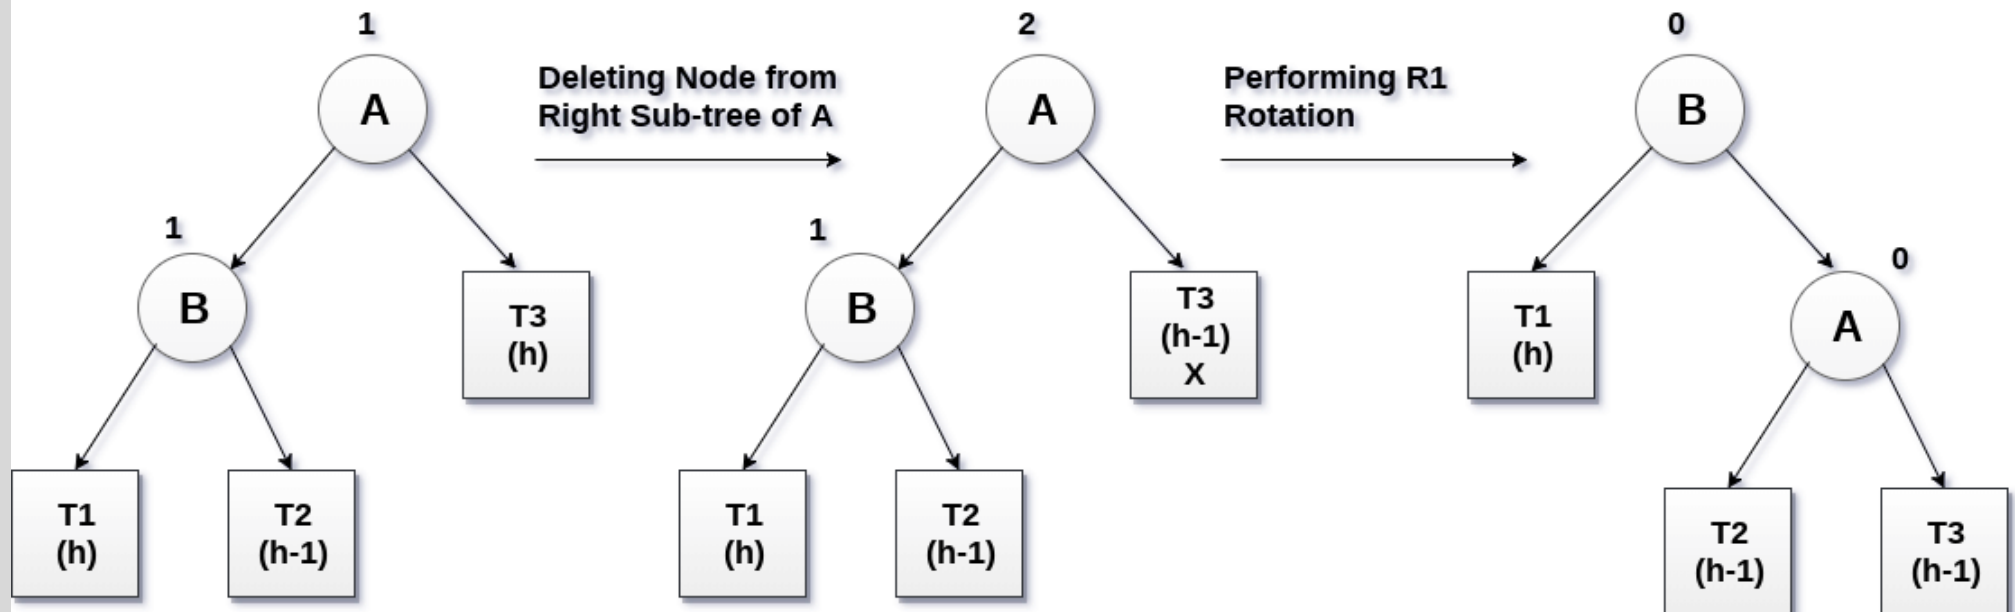 1
A
1
B
T3
(h)
T1
(h)
T2
(h-1)
Deleting Node from
Right Sub-tree of A
2
A
1
B
T3
(h-1)
X
T1
(h)
T2
(h-1)
Performing R1
Rotation
0
B
T1
(h)
0
A
T2
(h-1)
T3
(h-1)